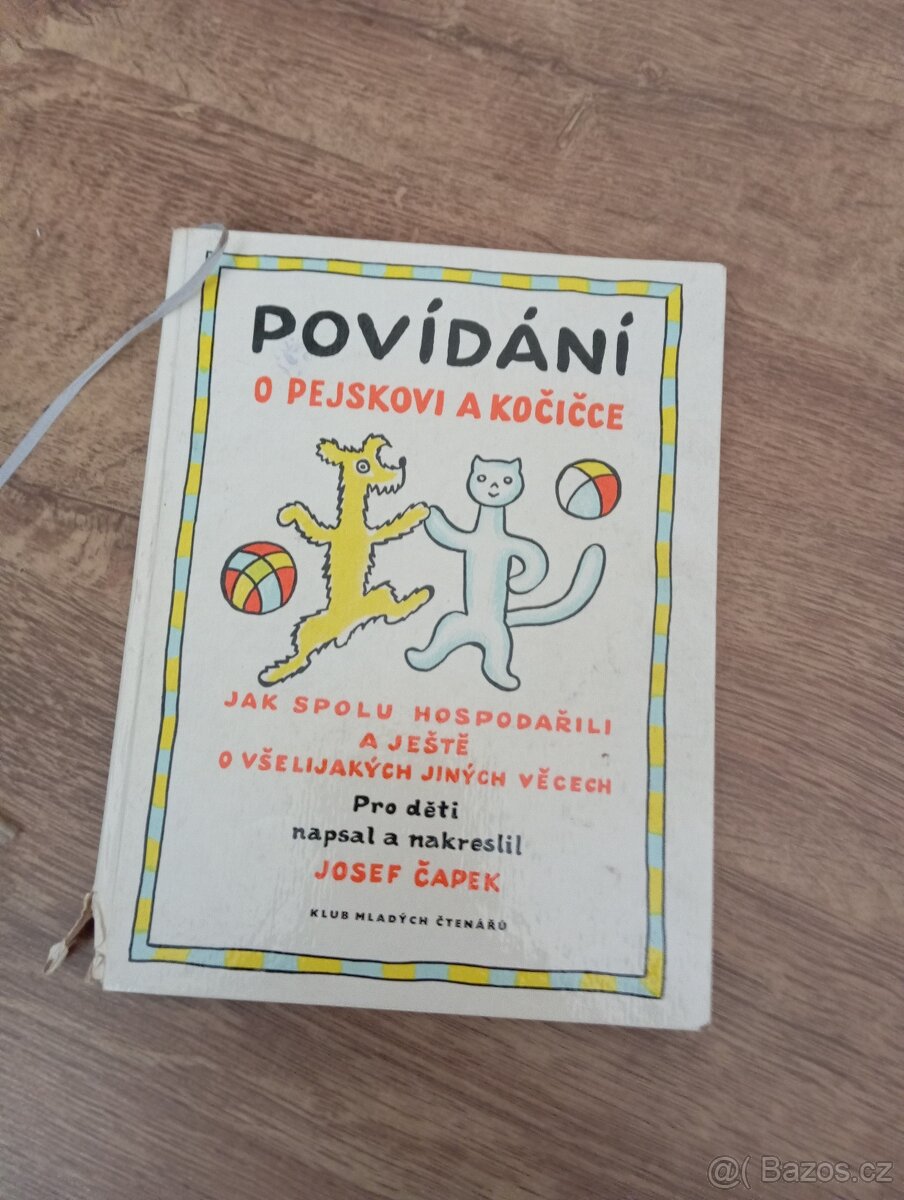 POVÍDÁNÍ
O PEJSKOVI A KOČIČCE
JAK SPOLU HOSPODAŘILI
A JEŠTĚ
O VŠELIJAKÝCH JINÝCH VĚCECH
Pro děti
napsal a nakreslil
JOSEF ČAPEK
KLUB MLADÝCH ČTENÁŘŮ
@( Bazos.cz